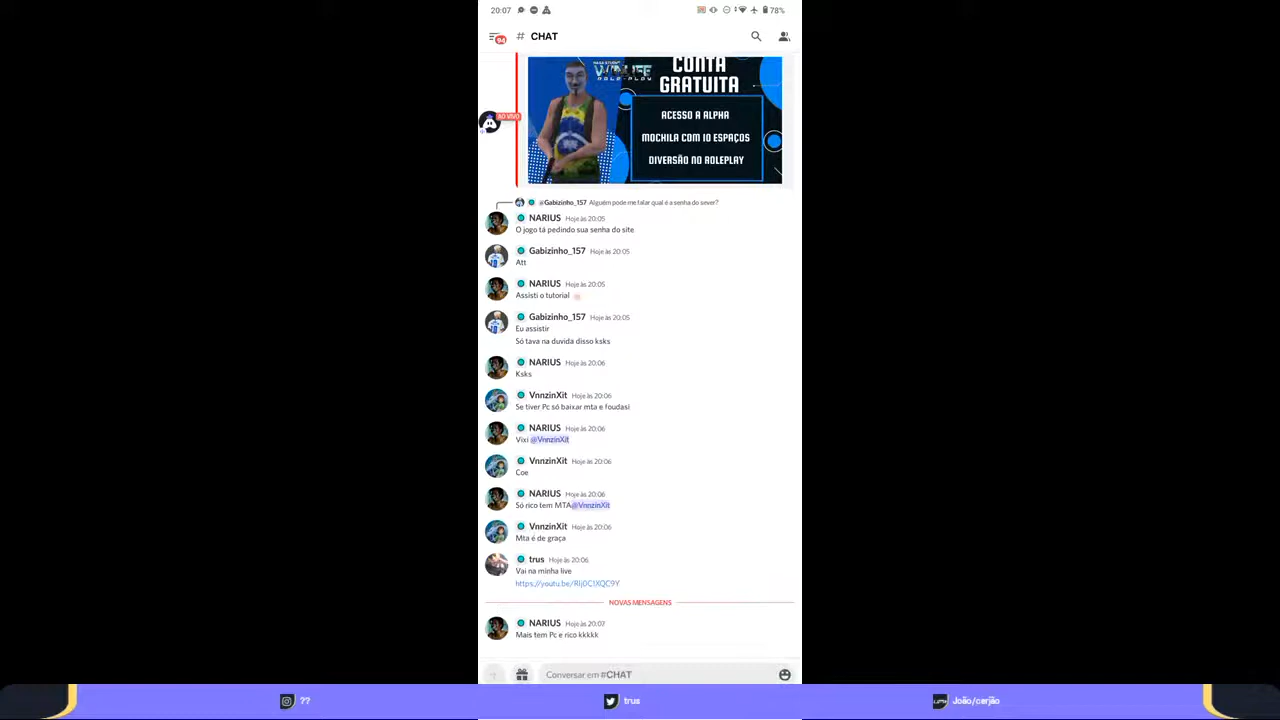 20:07
78%
94
# CHAT
CONTA
GRATUITA
ROLE-PLAY
ACESSO A ALPHA
MOCHILA COM 10 ESPAÇOS
DIVERSÃO NO ROLEPLAY
AO VIVO
@Gabizinho_157 Alguém pode me falar qual é a senha do sever?
NARIUS Hoje às 20:05
O jogo tá pedindo sua senha do site
Gabizinho_157 Hoje às 20:05
Att
NARIUS Hoje às 20:05
Assisti o tutorial
Gabizinho_157 Hoje às 20:05
Eu assistir
Só tava na duvida disso ksks
NARIUS Hoje às 20:06
Ksks
VnnzinXit Hoje às 20:06
Se tiver Pc só baixar mta e foudasi
NARIUS Hoje às 20:06
Vixi @VnnzinXit
VnnzinXit Hoje às 20:06
Coe
NARIUS Hoje às 20:06
Só rico tem MTA@VnnzinXit
VnnzinXit Hoje às 20:06
Mta é de graça
trus Hoje às 20:06
Vai na minha live
https://youtu.be/RIj0C1XQC9Y
NOVAS MENSAGENS
NARIUS Hoje às 20:07
Mais tem Pc e rico kkkkk
Conversar em #CHAT
??
trus
João/cerjão